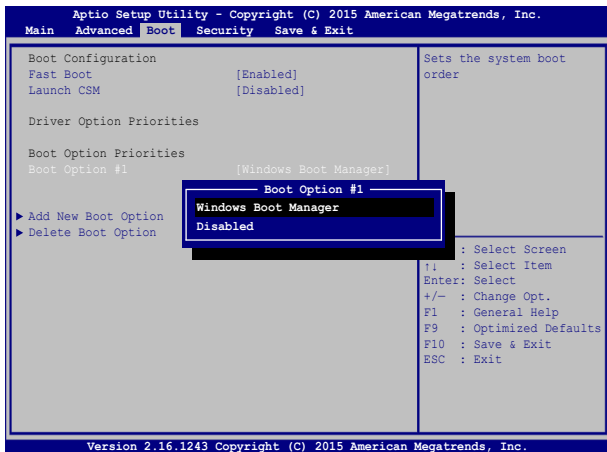 Aptio Setup Utility - Copyright (C) 2015 American Megatrends, Inc.
Main Advanced Boot Security Save & Exit
Boot Configuration
Fast Boot [Enabled]
Launch CSM [Disabled]
Driver Option Priorities
Boot Option Priorities
Boot Option #1 [Windows Boot Manager]
Add New Boot Option
Delete Boot Option
Boot Option #1
Windows Boot Manager
Disabled
Sets the system boot
order
: Select Screen
↑↓ : Select Item
Enter: Select
+/— : Change Opt.
F1 : General Help
F9 : Optimized Defaults
F10 : Save & Exit
ESC : Exit
Version 2.16.1243 Copyright (C) 2015 American Megatrends, Inc.